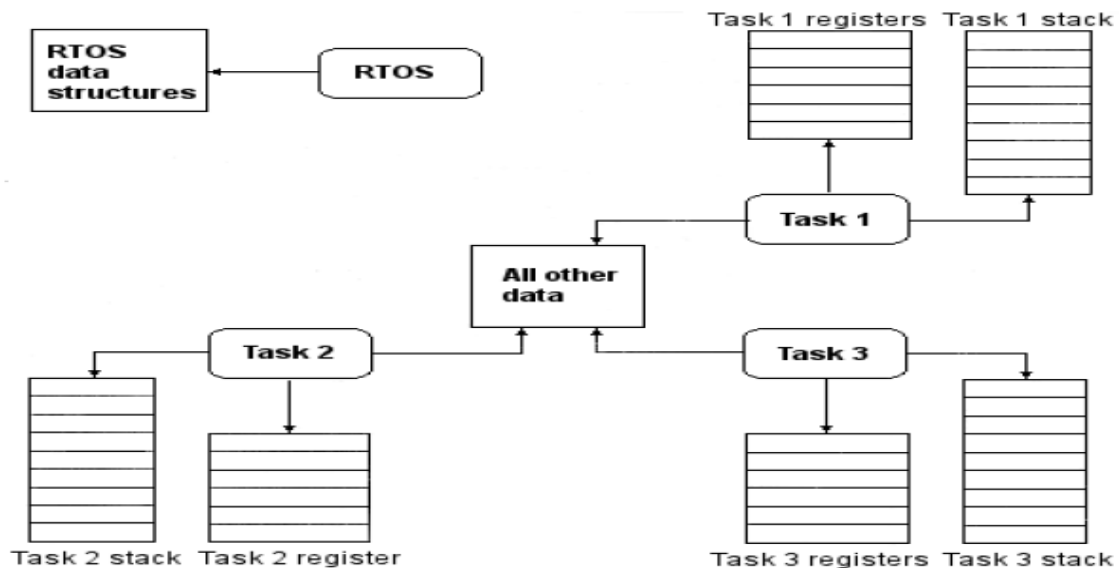 Task 1 registers
Task 1 stack
RTOS
data
structures
RTOS
Task 1
All other
data
Task 2
Task 3
Task 2 stack
Task 2 register
Task 3 registers
Task 3 stack